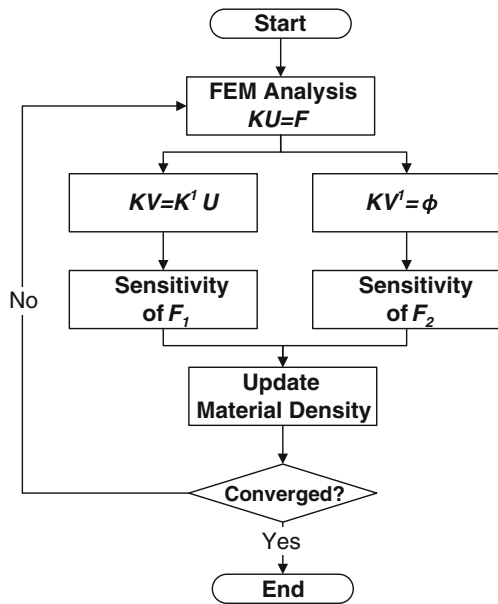 Start
FEM Analysis
KU=F
KV=K¹ U
KV¹=ϕ
Sensitivity
of F₁
Sensitivity
of F₂
No
Update
Material Density
Converged?
Yes
End